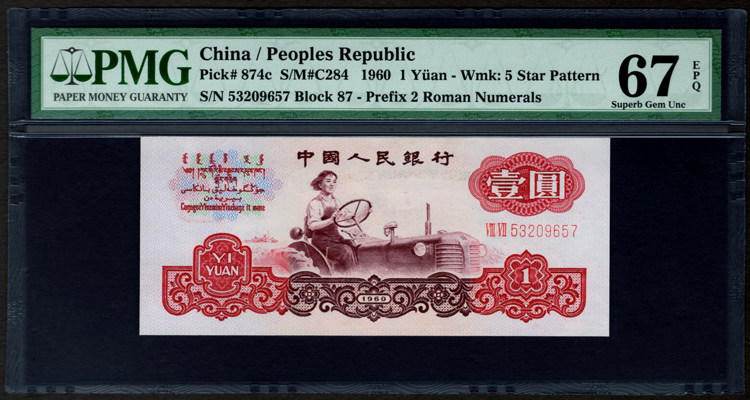 PMG
PAPER MONEY GUARANTY
China / Peoples Republic
Pick# 874c S/M#C284 1960 1 Yüan - Wmk: 5 Star Pattern
S/N 53209657 Block 87 - Prefix 2 Roman Numerals
67
EPQ
Superb Gem Unc
中國人民銀行
壹圓
VIII VII 53209657
YI
YUAN
1960
1